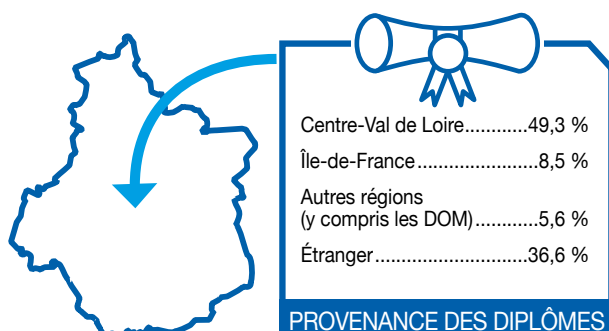 Centre-Val de Loire............49,3 %
Île-de-France......................8,5 %
Autres régions
(y compris les DOM)............5,6 %
Étranger.............................36,6 %
PROVENANCE DES DIPLÔMES